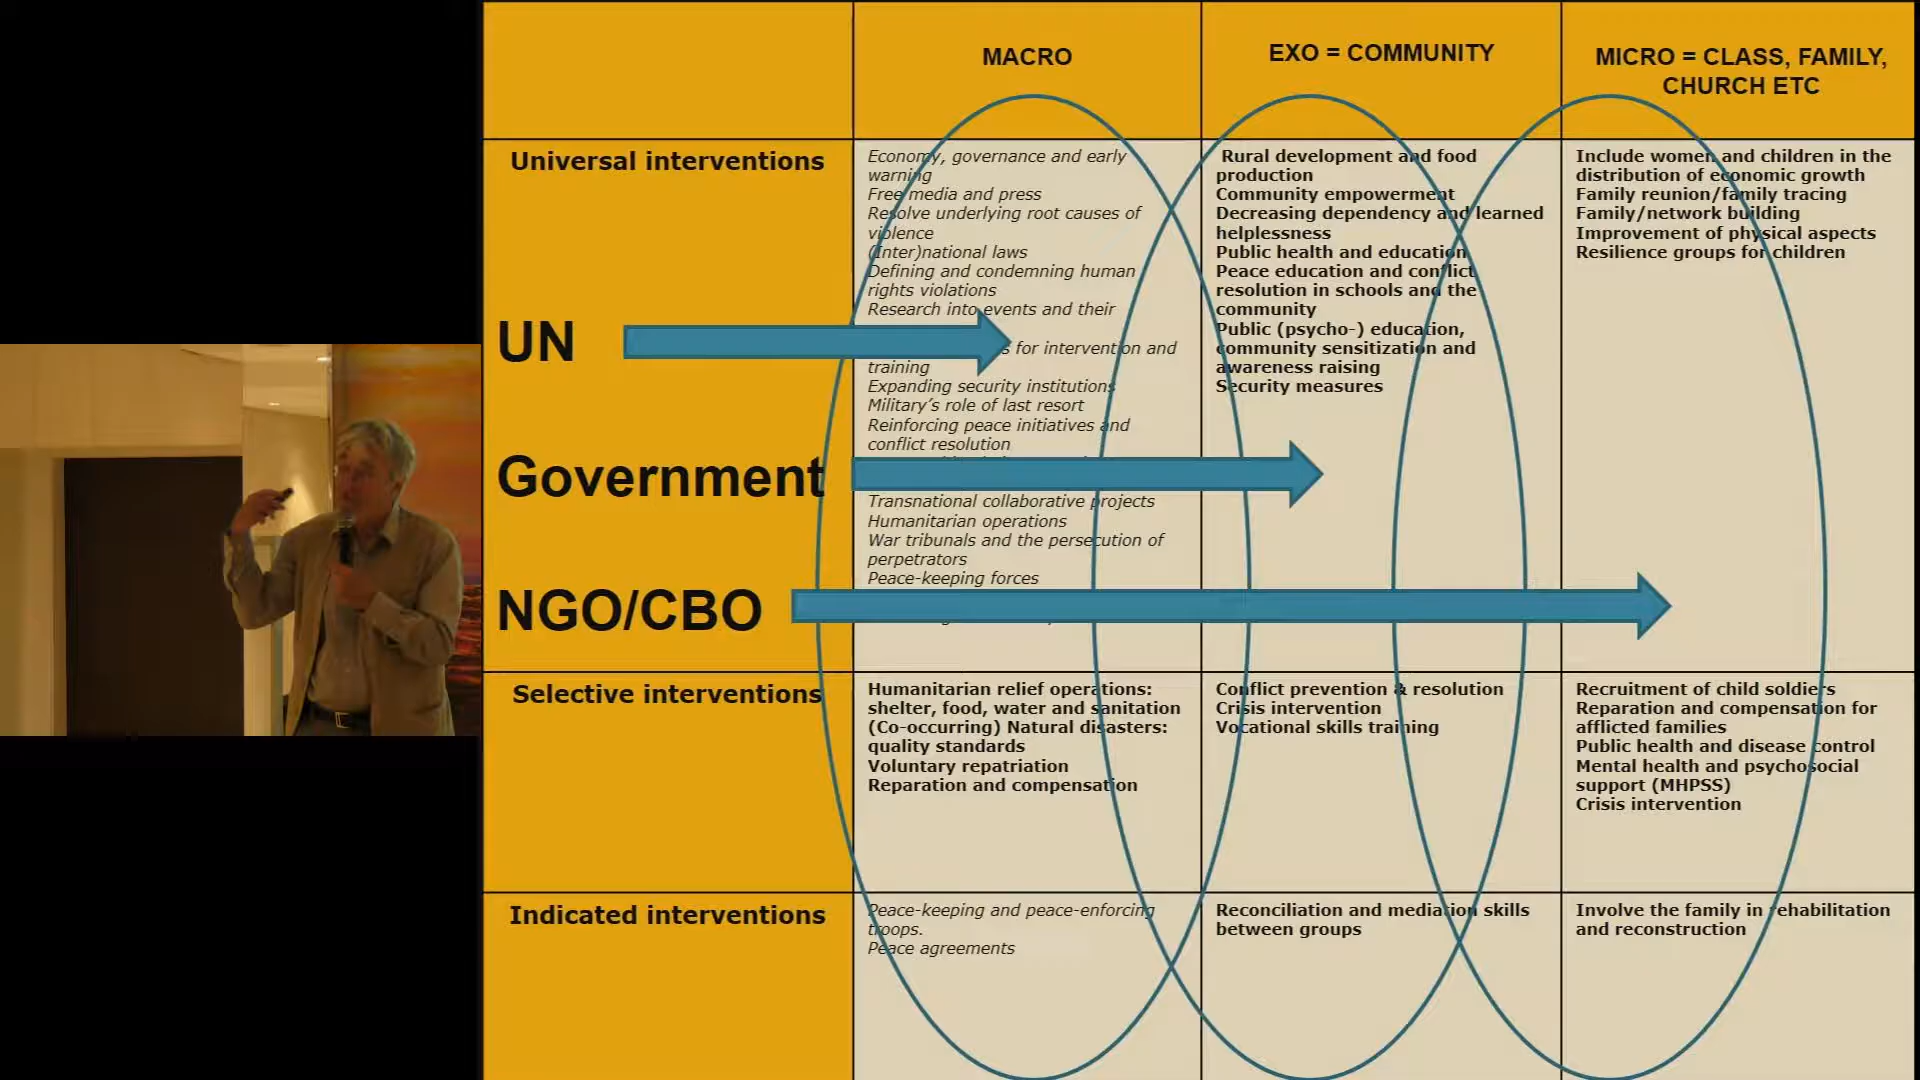 MACRO
EXO = COMMUNITY
MICRO = CLASS, FAMILY,
CHURCH ETC
Universal interventions
Economy, governance and early
warning
Free media and press
Resolve underlying root causes of
violence
(Inter)national laws
Defining and condemning human
rights violations
Research into events and their
for intervention and
training
Expanding security institutions
Military’s role of last resort
Reinforcing peace initiatives and
conflict resolution
Transnational collaborative projects
Humanitarian operations
War tribunals and the persecution of
perpetrators
Peace-keeping forces
Rural development and food
production
Community empowerment
Decreasing dependency and learned
helplessness
Public health and education
Peace education and conflict
resolution in schools and the
community
Public (psycho-) education,
community sensitization and
awareness raising
Security measures
Include women and children in the
distribution of economic growth
Family reunion/family tracing
Family/network building
Improvement of physical aspects
Resilience groups for children
UN
Government
NGO/CBO
Selective interventions
Humanitarian relief operations:
shelter, food, water and sanitation
(Co-occurring) Natural disasters:
quality standards
Voluntary repatriation
Reparation and compensation
Conflict prevention & resolution
Crisis intervention
Vocational skills training
Recruitment of child soldiers
Reparation and compensation for
afflicted families
Public health and disease control
Mental health and psychosocial
support (MHPSS)
Crisis intervention
Indicated interventions
Peace-keeping and peace-enforcing
troops.
Peace agreements
Reconciliation and mediation skills
between groups
Involve the family in rehabilitation
and reconstruction